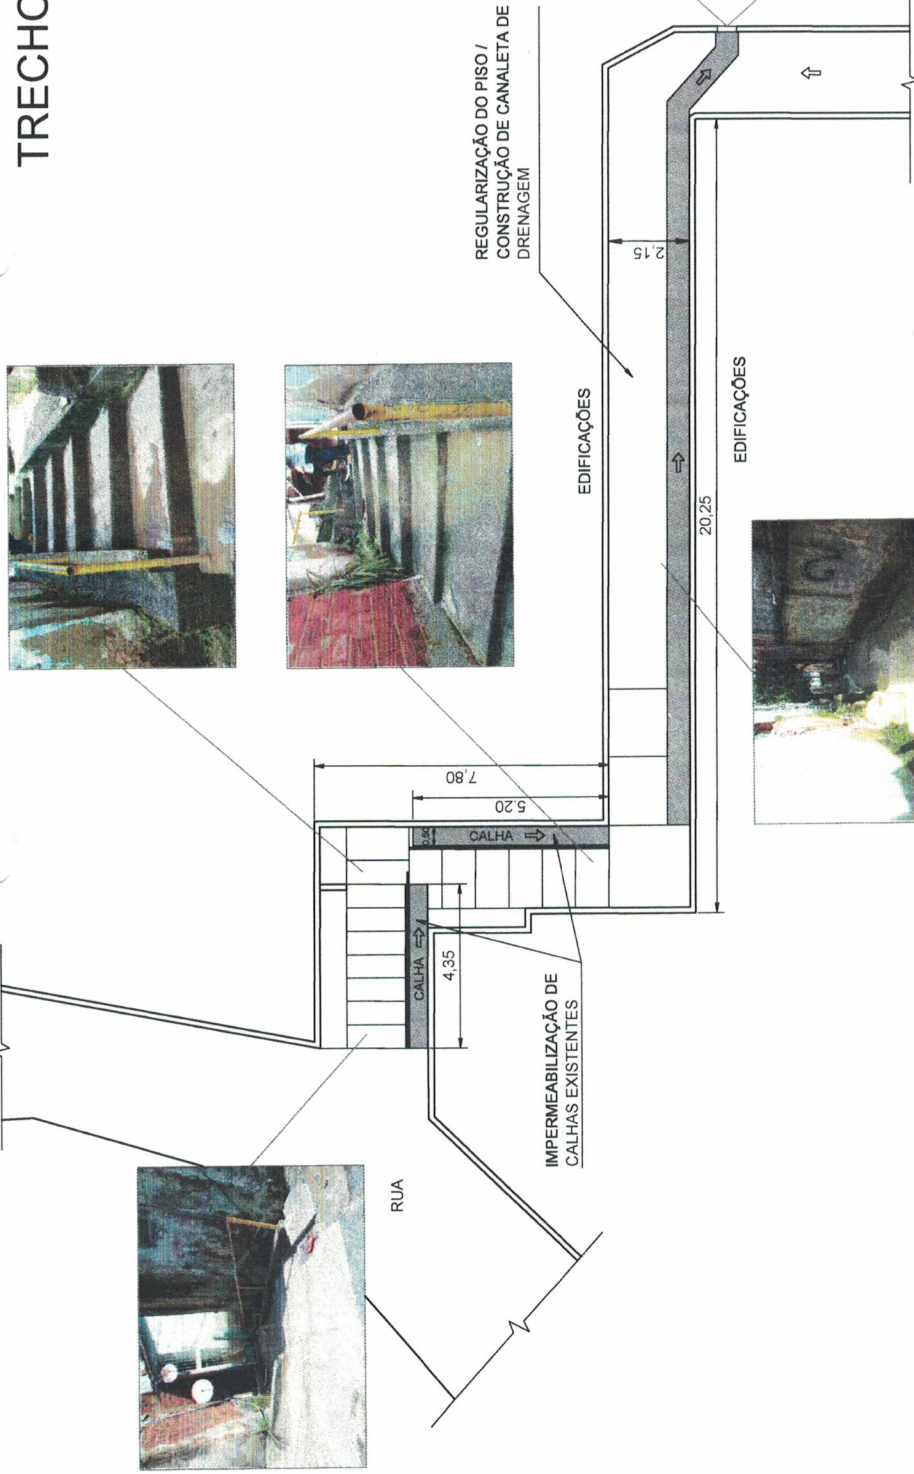 TRECHO
REGULARIZAÇÃO DO PISO /
CONSTRUÇÃO DE CANALETA DE
DRENAGEM
2,15
EDIFICAÇÕES
EDIFICAÇÕES
20,25
7,80
5.20
0,50
CALHA
CALHA
4,35
IMPERMEABILIZAÇÃO DE
CALHAS EXISTENTES
RUA